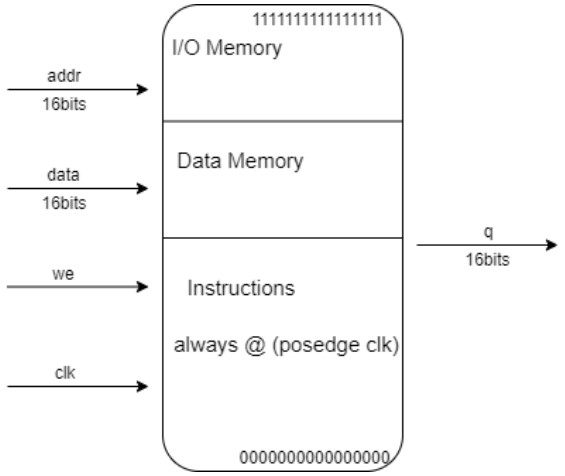 1111111111111111
I/O Memory
addr
16bits
Data Memory
data
16bits
q
16bits
we
Instructions
always @ (posedge clk)
clk
0000000000000000